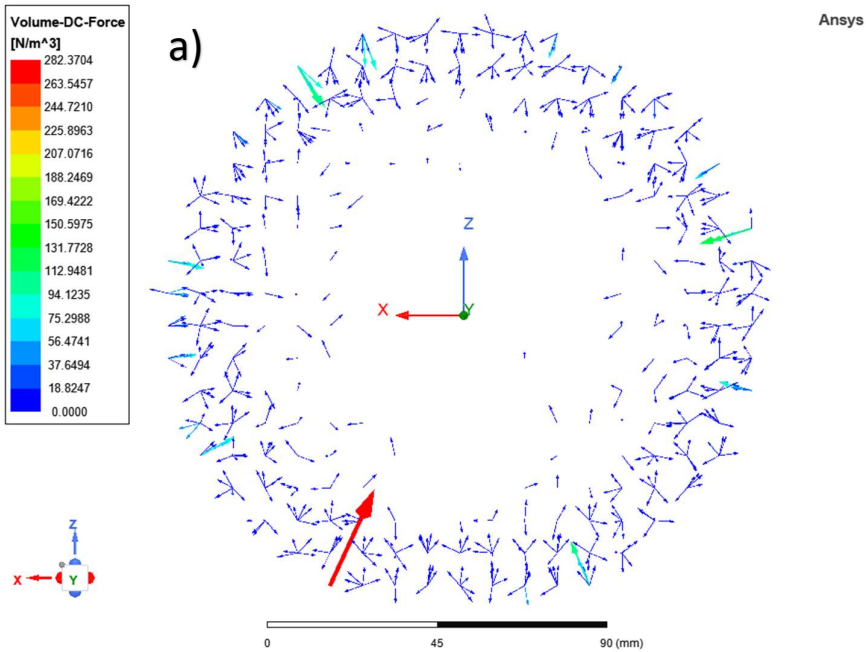 Volume-DC-Force
[N/m^3]
282.3704
263.5457
244.7210
225.8963
207.0716
188.2469
169.4222
150.5975
131.7728
112.9481
94.1235
75.2988
56.4741
37.6494
18.8247
0.0000
a)
Ansys
Z
X
Y
Z
X
Y
0
45
90 (mm)